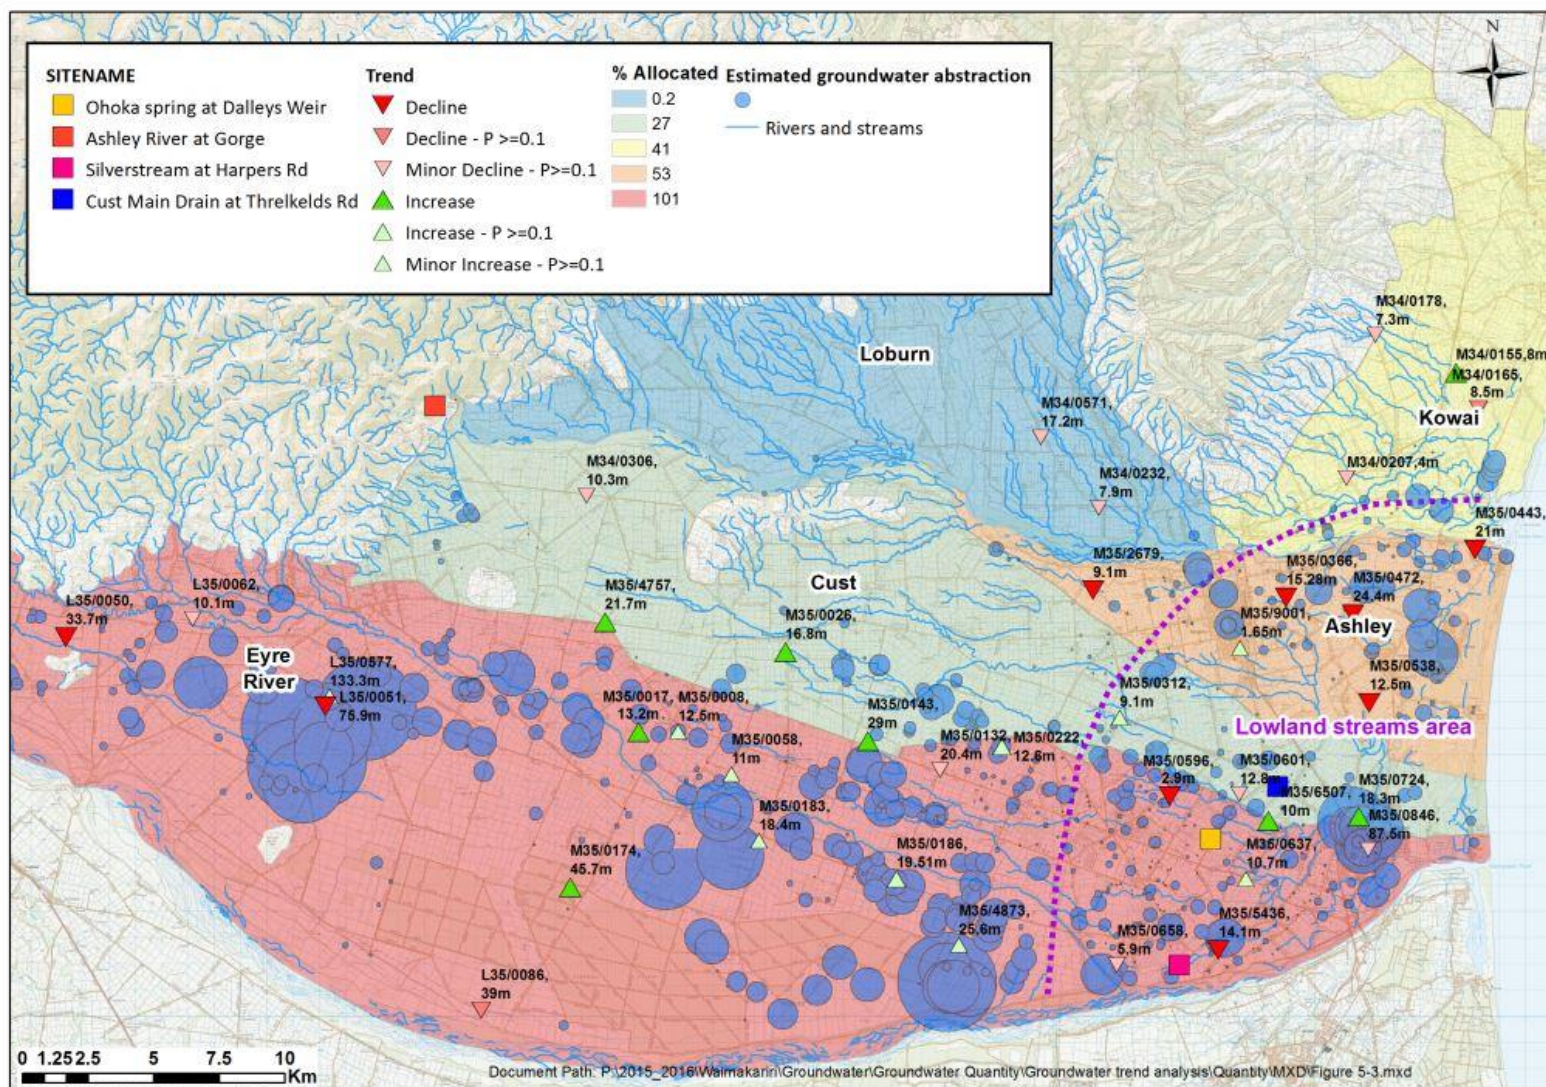 SITENAME
Ohoka spring at Dalleys Weir
Ashley River at Gorge
Silverstream at Harpers Rd
Cust Main Drain at Threlkelds Rd
Trend
Decline
Decline - P >=0.1
Minor Decline - P>=0.1
Increase
Increase - P >=0.1
Minor Increase - P>=0.1
% Allocated
0.2
27
41
53
101
Estimated groundwater abstraction
Rivers and streams
N
M34/0178,
7.3m
Loburn
M34/0155,8m
M34/0165,
8.5m
M34/0571,
17.2m
Kowai
M34/0306,
10.3m
M34/0232,
7.9m
M34/0207,4m
M35/0443,
21m
M35/2679,
9.1m
M35/0366,
15.28m
M35/0472,
24.4m
L35/0062,
10.1m
L35/0050,
33.7m
M35/4757,
21.7m
Cust
M35/0026,
16.8m
M35/9001,
1.65m
Ashley
Eyre
River
L35/0577,
133.3m
L35/0051,
75.9m
M35/0538,
12.5m
M35/0017,
13.2m
M35/0008,
12.5m
M35/0143,
29m
M35/0312,
9.1m
Lowland streams area
M35/0058,
11m
M35/0132,
20.4m
M35/0222,
12.6m
M35/0596,
2.9m
M35/0601,
12.8m
M35/6507,
10m
M35/0724,
18.3m
M35/0846,
87.5m
M35/0183,
18.4m
M35/0174,
45.7m
M35/0186,
19.51m
M35/0637,
10.7m
M35/4873,
25.6m
M35/0658,
5.9m
M35/5436,
14.1m
L35/0086,
39m
0 1.25 2.5 5 7.5 10
Km
Document Path: P:\2015_2016\Waimakariri\Groundwater\Groundwater Quantity\Groundwater trend analysis\Quantity\MXD\Figure 5-3.mxd